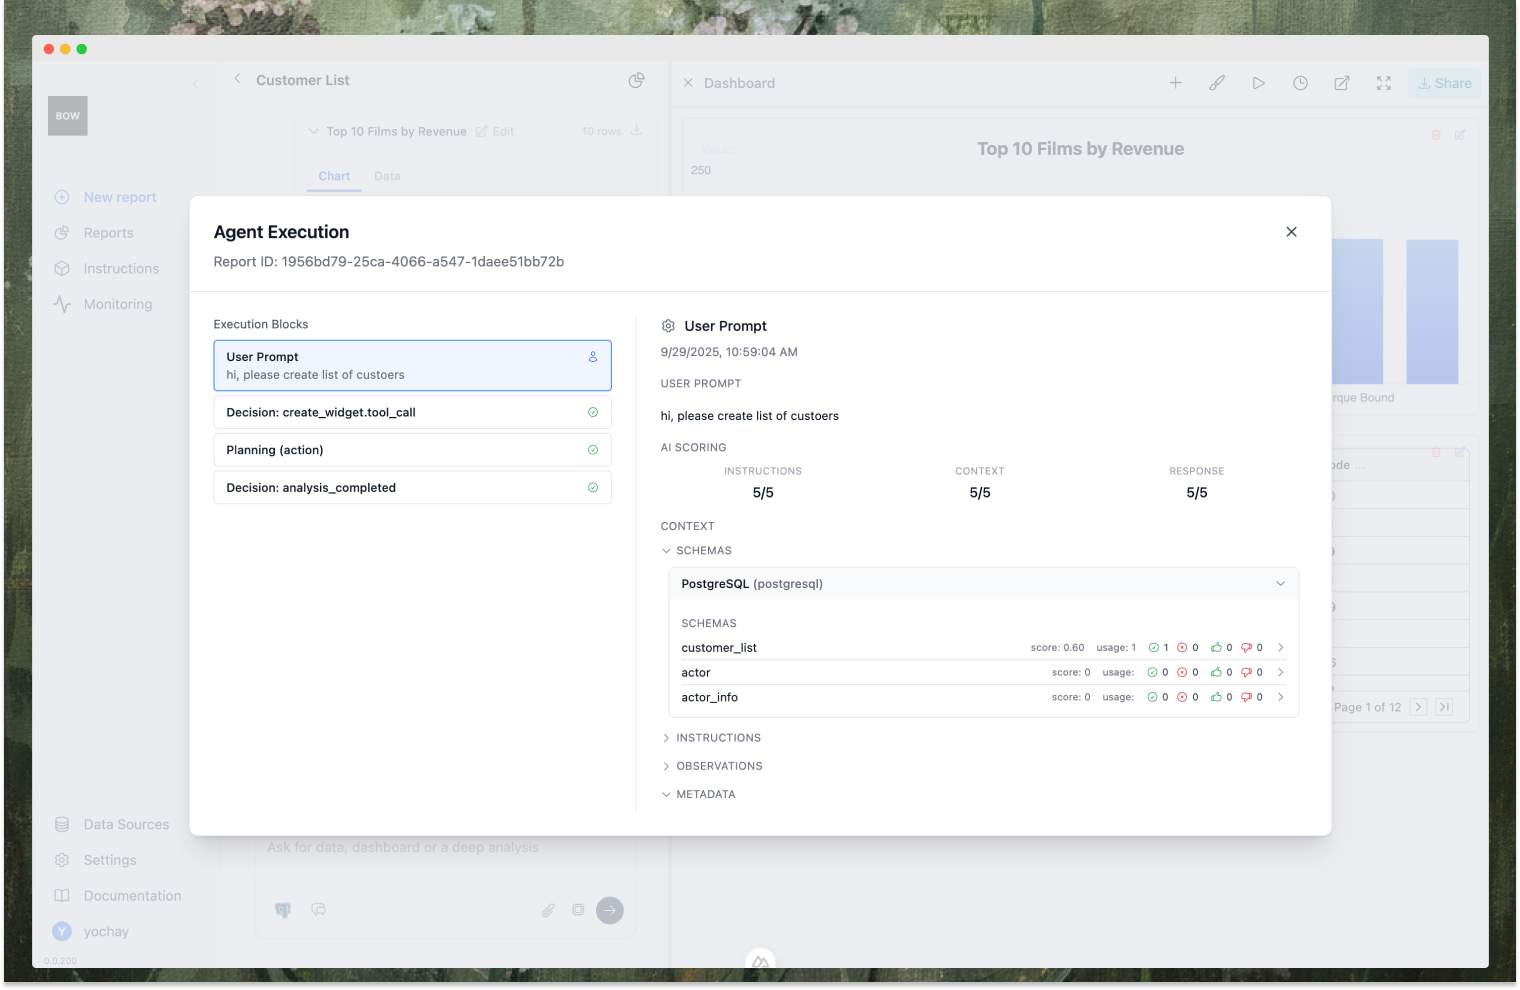 BOW
New report
Reports
Instructions
Monitoring
Data Sources
Settings
Documentation
Y
yochay
0.0.200
Customer List
Top 10 Films by Revenue
Edit
10 rows
Chart
Data
Ask for data, dashboard or a deep analysis
Dashboard
Share
Values
Top 10 Films by Revenue
250
rque Bound
ode ...
Page 1 of 12
Agent Execution
Report ID: 1956bd79-25ca-4066-a547-1daee51bb72b
Execution Blocks
User Prompt
hi, please create list of custoers
Decision: create_widget.tool_call
Planning (action)
Decision: analysis_completed
User Prompt
9/29/2025, 10:59:04 AM
USER PROMPT
hi, please create list of custoers
AI SCORING
INSTRUCTIONS CONTEXT RESPONSE
5/5 5/5 5/5
CONTEXT
SCHEMAS
PostgreSQL (postgresql)
SCHEMAS
customer_list score: 0.60 usage: 1 1 0 0 0
actor score: 0 usage: 0 0 0 0
actor_info score: 0 usage: 0 0 0 0
INSTRUCTIONS
OBSERVATIONS
METADATA